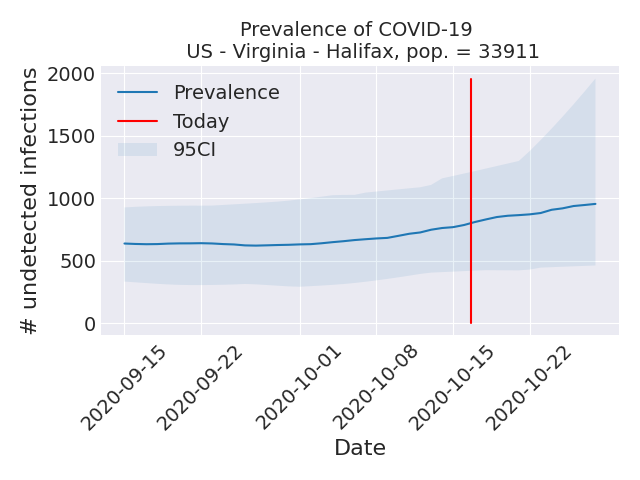 Prevalence of COVID-19
US - Virginia - Halifax, pop. = 33911
# undetected infections
2000
1500
1000
500
0
Prevalence
Today
95CI
2020-09-15
2020-09-22
2020-10-01
2020-10-08
2020-10-15
2020-10-22
Date